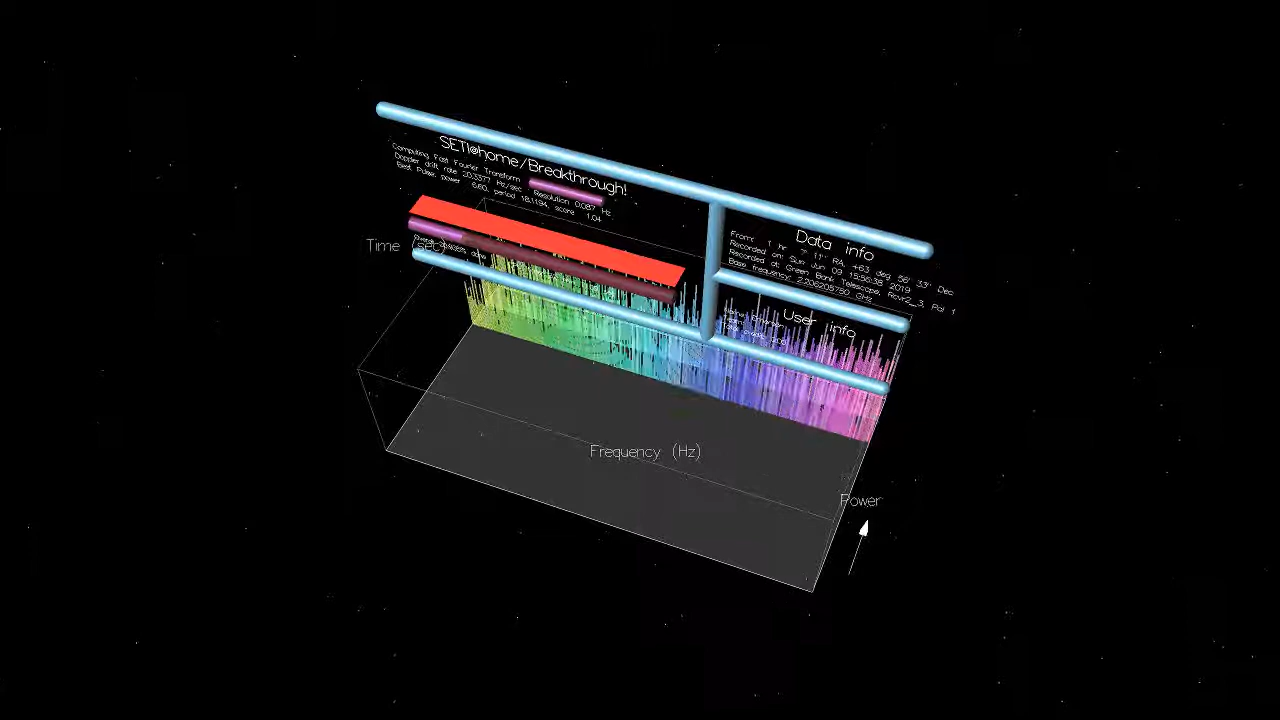 SETI@home/Breakthrough!
Computing Fast Fourier Transform
Doppler drift rate 20.3377 Hz/sec Resolution 0.087 Hz
Best Pulse: power 6.60, period 18.1194, score 1.04
Time (sec)
Data info
From: 1 hr 7' 11" RA, +63 deg 56' 33" Dec
Recorded on: Sun Jun 09 15:56:38 2019
Recorded at: Green Bank Telescope, Rcvr2_3, Pol 1
Base frequency: 2.206205750 GHz
User info
Frequency (Hz)
Power